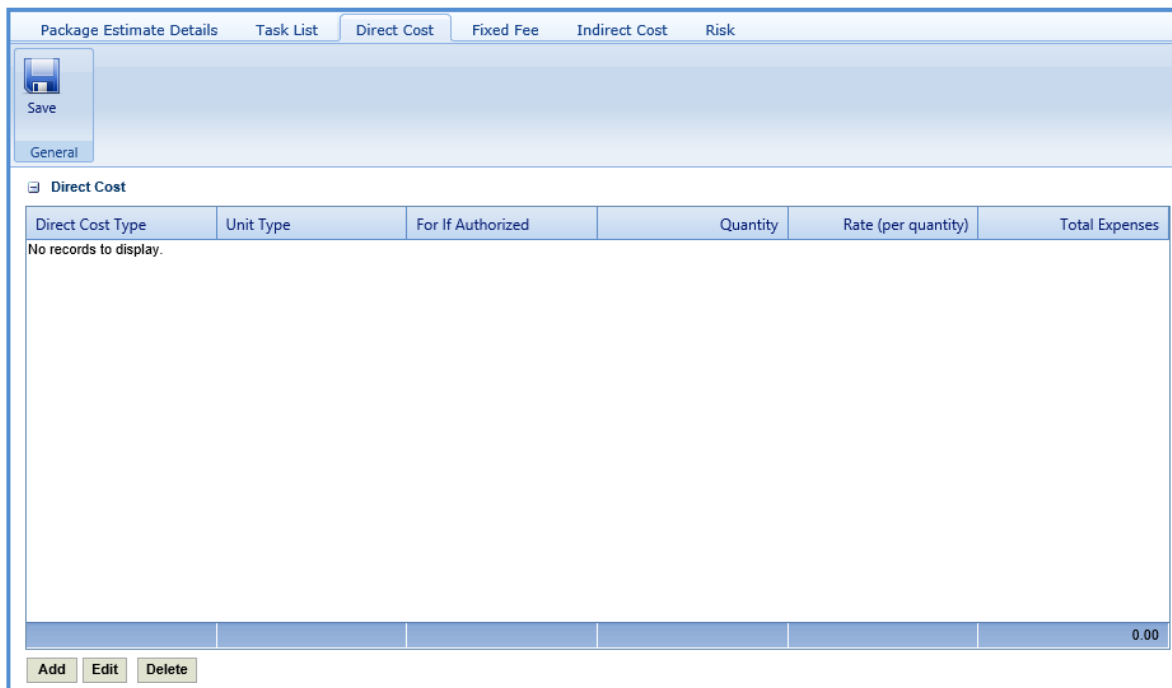 Package Estimate Details Task List Direct Cost Fixed Fee Indirect Cost Risk
Save
General
Direct Cost
Direct Cost Type Unit Type For If Authorized Quantity Rate (per quantity) Total Expenses
No records to display.
0.00
Add Edit Delete